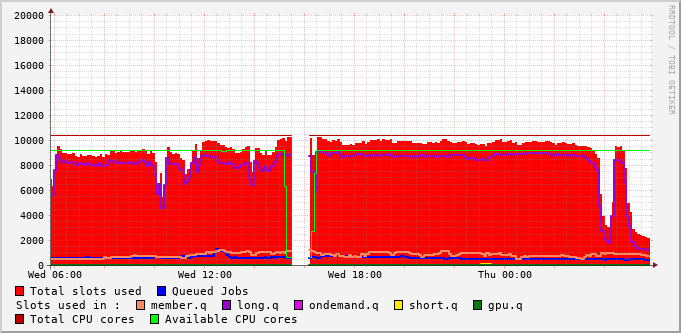 RRDTOOL / TOBI OETIKER
20000
18000
16000
14000
12000
10000
8000
6000
4000
2000
0
Wed 06:00 Wed 12:00 Wed 18:00 Thu 00:00
Total slots used Queued Jobs
Slots used in : member.q long.q ondemand.q short.q gpu.q
Total CPU cores Available CPU cores